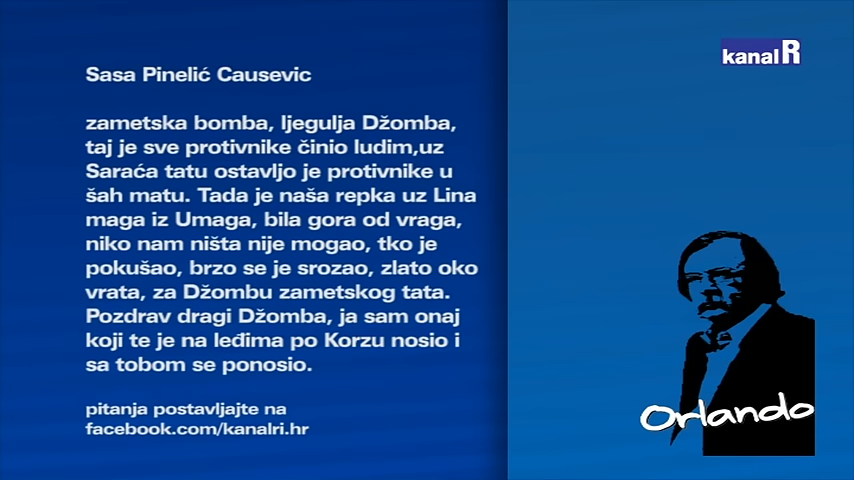 Sasa Pinelić Causevic
kanal R
zametska bomba, ljegulja Džomba,
taj je sve protivnike činio ludim,uz
Saraća tatu ostavljo je protivnike u
šah matu. Tada je naša repka uz Lina
maga iz Umaga, bila gora od vraga,
niko nam ništa nije mogao, tko je
pokušao, brzo se je srozao, zlato oko
vrata, za Džombu zametskog tata.
Pozdrav dragi Džomba, ja sam onaj
koji te je na leđima po Korzu nosio i
sa tobom se ponosio.
pitanja postavljajte na
facebook.com/kanalri.hr
Orlando